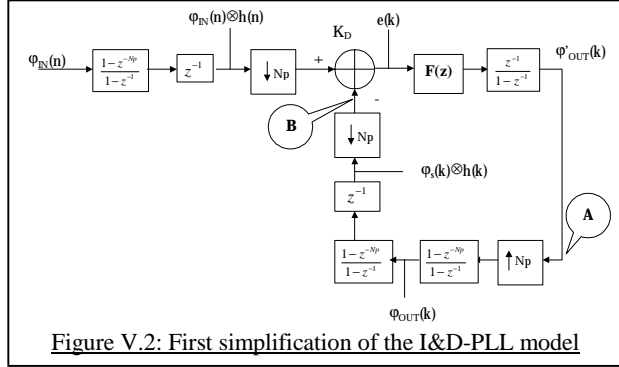 φIN(n)⊗h(n)
KD
e(k)
φIN(n)
1−z^−Np
1−z^−1
z^−1
↓ Np
+
F(z)
z^−1
1−z^−1
φ'OUT(k)
B
-
↓ Np
φs(k)⊗h(k)
z^−1
A
1−z^−Np
1−z^−1
1−z^−Np
1−z^−1
↑ Np
φOUT(k)
Figure V.2: First simplification of the I&D-PLL model